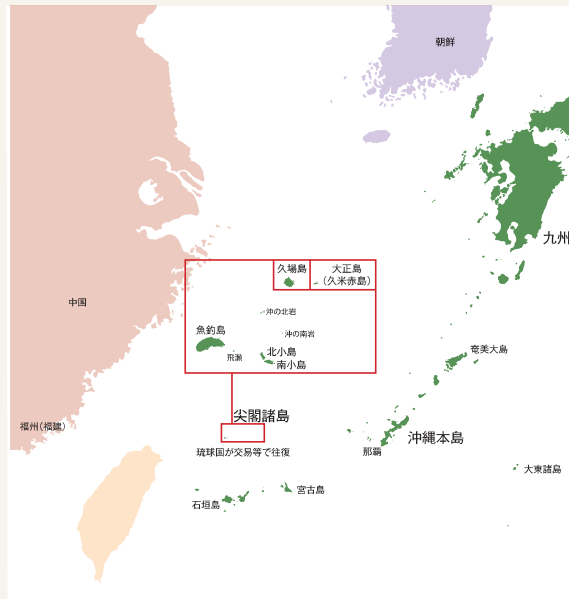 朝鮮
九州
久場島
大正島
（久米赤島）
中国
沖の北岩
魚釣島
沖の南岩
飛瀬
北小島
南小島
奄美大島
尖閣諸島
福州（福建）
沖縄本島
琉球国が交易等で往復
那覇
大東諸島
宮古島
石垣島